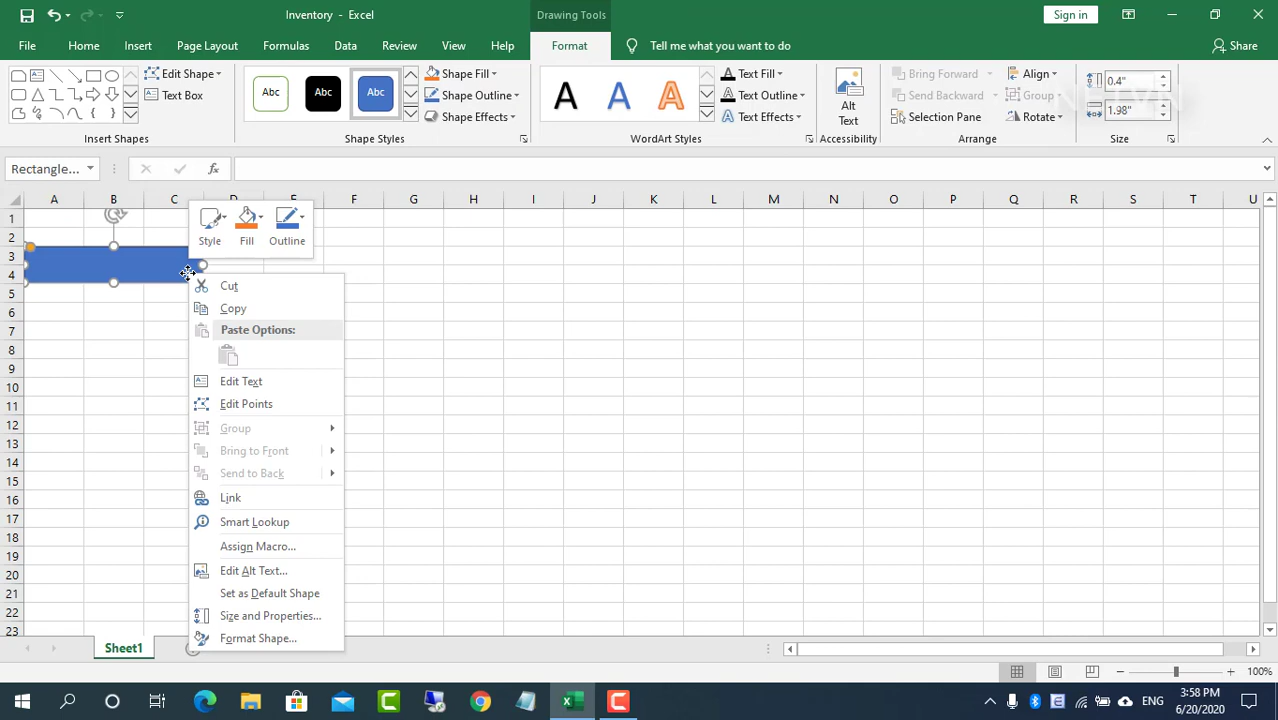 Inventory - Excel
Drawing Tools
Sign in
File Home Insert Page Layout Formulas Data Review View Help Format Tell me what you want to do Share
Edit Shape
Text Box
Insert Shapes
Abc Abc Abc
Shape Fill
Shape Outline
Shape Effects
Shape Styles
A A A
Text Fill
Text Outline
Text Effects
WordArt Styles
Alt
Text
Accessibility
Bring Forward
Send Backward
Selection Pane
Align
Group
Rotate
Arrange
0.4"
1.98"
Size
Rectangle...
fx
A B C D E F G H I J K L M N O P Q R S T U
1
2
3
4
5
6
7
8
9
10
11
12
13
14
15
16
17
18
19
20
21
22
23
Style Fill Outline
Cut
Copy
Paste Options:
Edit Text
Edit Points
Group
Bring to Front
Send to Back
Link
Smart Lookup
Assign Macro...
Edit Alt Text...
Set as Default Shape
Size and Properties...
Format Shape...
Sheet1
100%
ENG
3:58 PM
6/20/2020